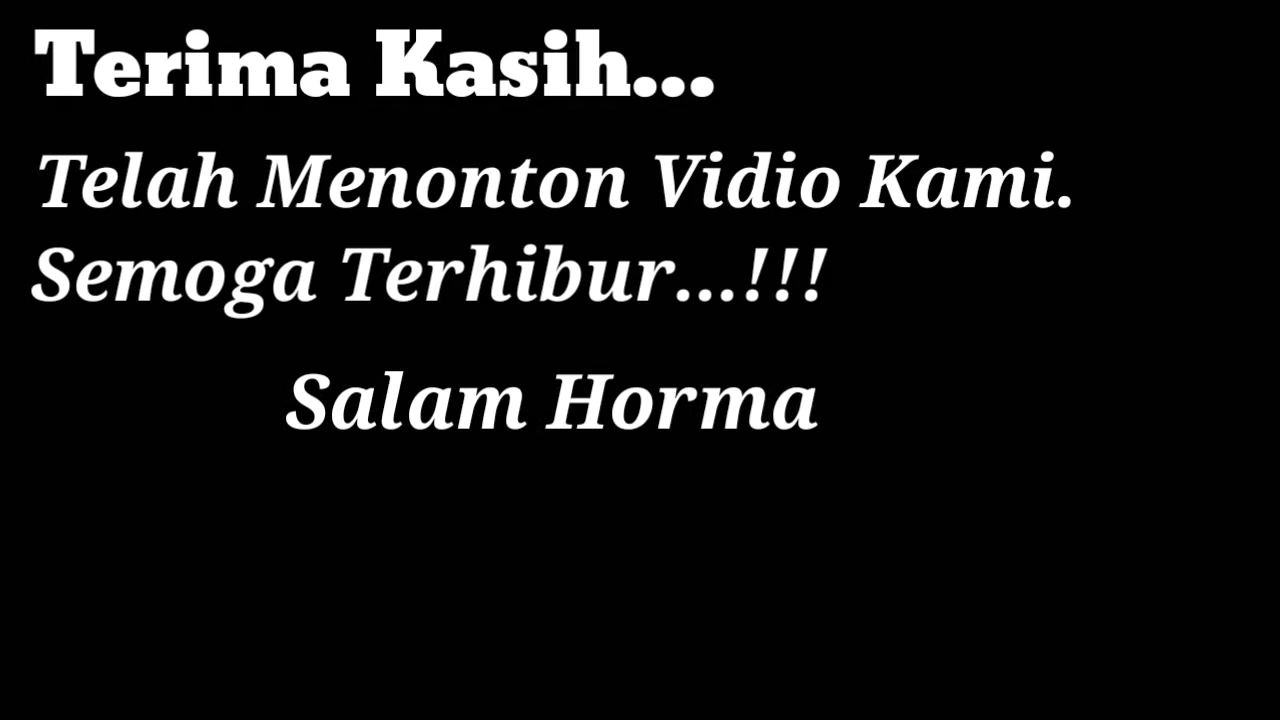 Terima Kasih...
Telah Menonton Vidio Kami.
Semoga Terhibur...!!!
Salam Horma